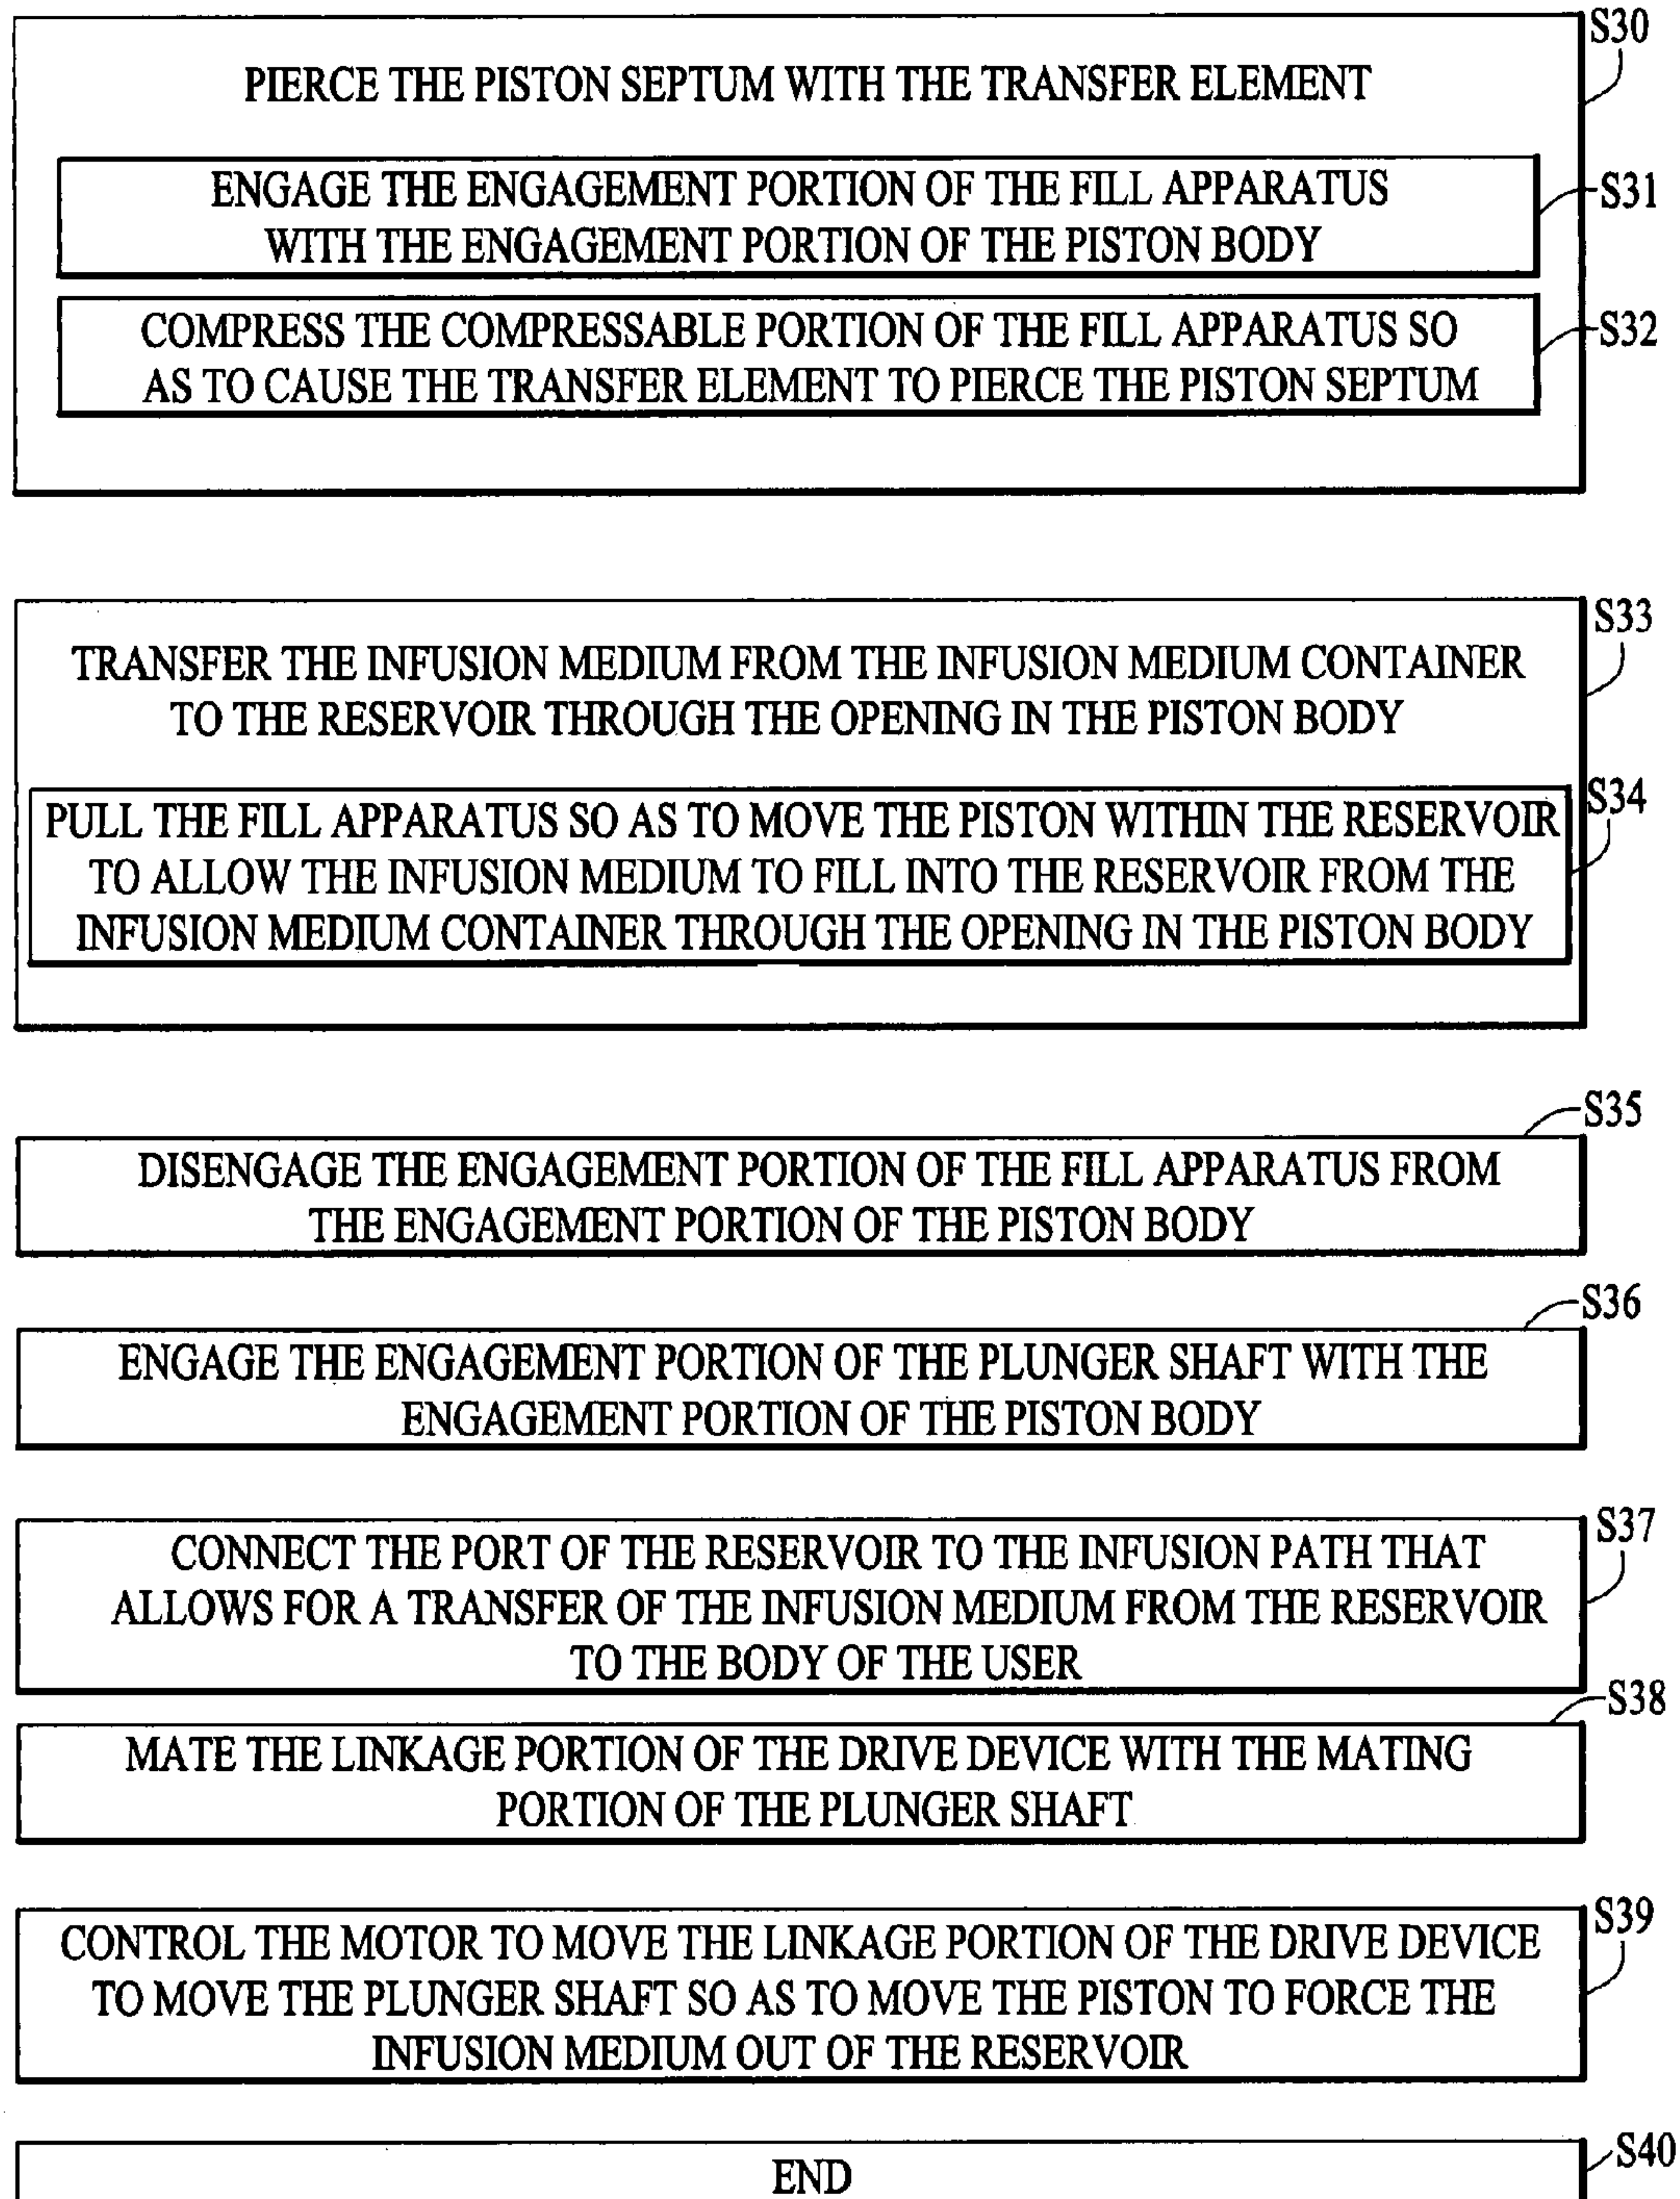 S30
PIERCE THE PISTON SEPTUM WITH THE TRANSFER ELEMENT
ENGAGE THE ENGAGEMENT PORTION OF THE FILL APPARATUS
WITH THE ENGAGEMENT PORTION OF THE PISTON BODY
S31
COMPRESS THE COMPRESSABLE PORTION OF THE FILL APPARATUS SO
AS TO CAUSE THE TRANSFER ELEMENT TO PIERCE THE PISTON SEPTUM
S32
S33
TRANSFER THE INFUSION MEDIUM FROM THE INFUSION MEDIUM CONTAINER
TO THE RESERVOIR THROUGH THE OPENING IN THE PISTON BODY
S34
PULL THE FILL APPARATUS SO AS TO MOVE THE PISTON WITHIN THE RESERVOIR
TO ALLOW THE INFUSION MEDIUM TO FILL INTO THE RESERVOIR FROM THE
INFUSION MEDIUM CONTAINER THROUGH THE OPENING IN THE PISTON BODY
S35
DISENGAGE THE ENGAGEMENT PORTION OF THE FILL APPARATUS FROM
THE ENGAGEMENT PORTION OF THE PISTON BODY
S36
ENGAGE THE ENGAGEMENT PORTION OF THE PLUNGER SHAFT WITH THE
ENGAGEMENT PORTION OF THE PISTON BODY
S37
CONNECT THE PORT OF THE RESERVOIR TO THE INFUSION PATH THAT
ALLOWS FOR A TRANSFER OF THE INFUSION MEDIUM FROM THE RESERVOIR
TO THE BODY OF THE USER
S38
MATE THE LINKAGE PORTION OF THE DRIVE DEVICE WITH THE MATING
PORTION OF THE PLUNGER SHAFT
S39
CONTROL THE MOTOR TO MOVE THE LINKAGE PORTION OF THE DRIVE DEVICE
TO MOVE THE PLUNGER SHAFT SO AS TO MOVE THE PISTON TO FORCE THE
INFUSION MEDIUM OUT OF THE RESERVOIR
S40
END